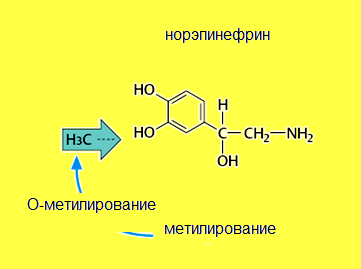 норэпинефрин
HO
H
H3C
HO
C
CH2
NH2
OH
О-метилирование
метилирование